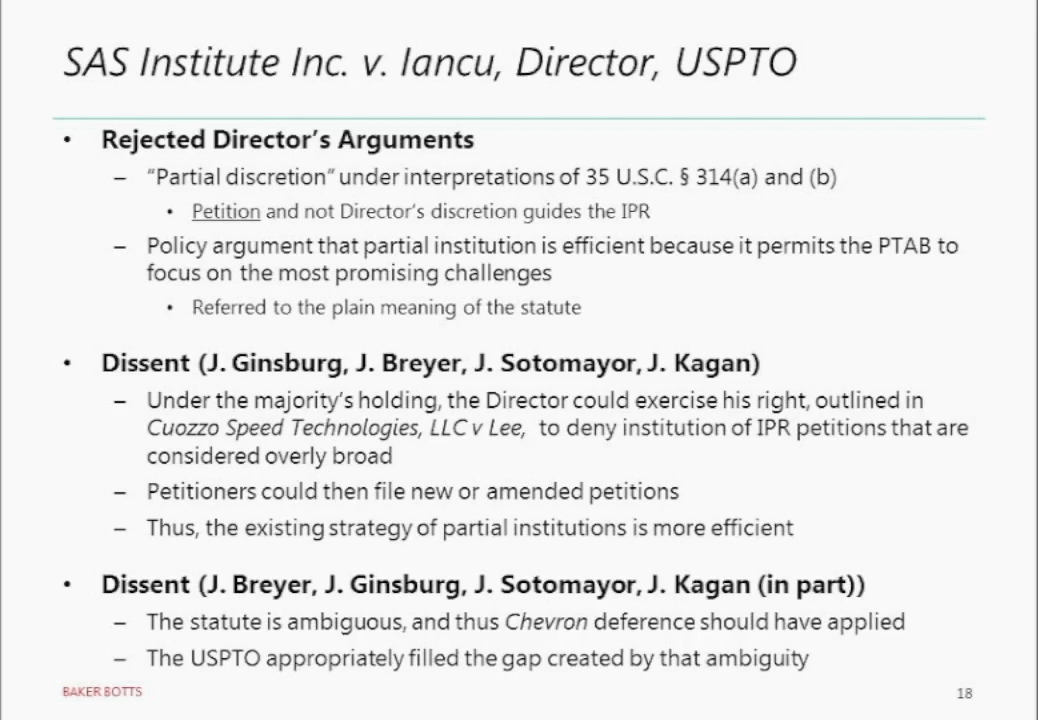 SAS Institute Inc. v. Iancu, Director, USPTO
• Rejected Director's Arguments
– "Partial discretion" under interpretations of 35 U.S.C. § 314(a) and (b)
• Petition and not Director's discretion guides the IPR
– Policy argument that partial institution is efficient because it permits the PTAB to
focus on the most promising challenges
• Referred to the plain meaning of the statute
• Dissent (J. Ginsburg, J. Breyer, J. Sotomayor, J. Kagan)
– Under the majority's holding, the Director could exercise his right, outlined in
Cuozzo Speed Technologies, LLC v Lee, to deny institution of IPR petitions that are
considered overly broad
– Petitioners could then file new or amended petitions
– Thus, the existing strategy of partial institutions is more efficient
• Dissent (J. Breyer, J. Ginsburg, J. Sotomayor, J. Kagan (in part))
– The statute is ambiguous, and thus Chevron deference should have applied
– The USPTO appropriately filled the gap created by that ambiguity
BAKER BOTTS
18